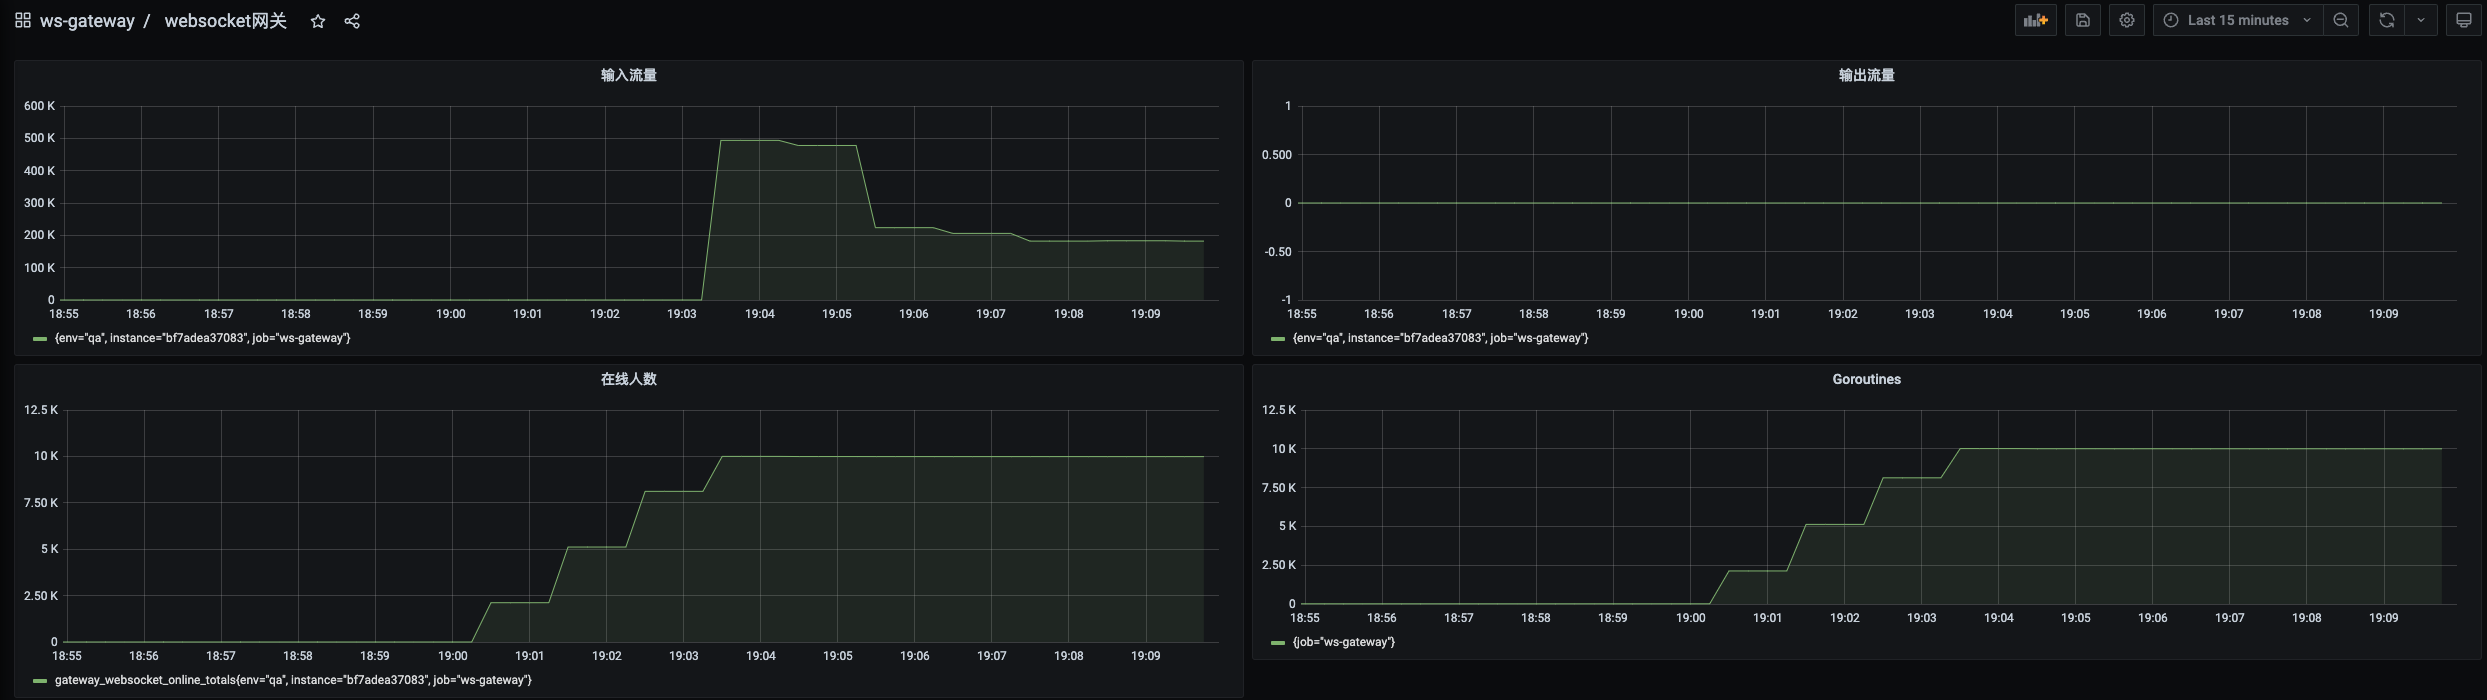 ws-gateway / websocket网关
Last 15 minutes
输入流量
600 K
500 K
400 K
300 K
200 K
100 K
0
18:55 18:56 18:57 18:58 18:59 19:00 19:01 19:02 19:03 19:04 19:05 19:06 19:07 19:08 19:09
{env="qa", instance="bf7adea37083", job="ws-gateway"}
输出流量
1
0.500
0
-0.50
-1
18:55 18:56 18:57 18:58 18:59 19:00 19:01 19:02 19:03 19:04 19:05 19:06 19:07 19:08 19:09
{env="qa", instance="bf7adea37083", job="ws-gateway"}
在线人数
12.5 K
10 K
7.50 K
5 K
2.50 K
0
18:55 18:56 18:57 18:58 18:59 19:00 19:01 19:02 19:03 19:04 19:05 19:06 19:07 19:08 19:09
gateway_websocket_online_totals{env="qa", instance="bf7adea37083", job="ws-gateway"}
Goroutines
12.5 K
10 K
7.50 K
5 K
2.50 K
0
18:55 18:56 18:57 18:58 18:59 19:00 19:01 19:02 19:03 19:04 19:05 19:06 19:07 19:08 19:09
{job="ws-gateway"}